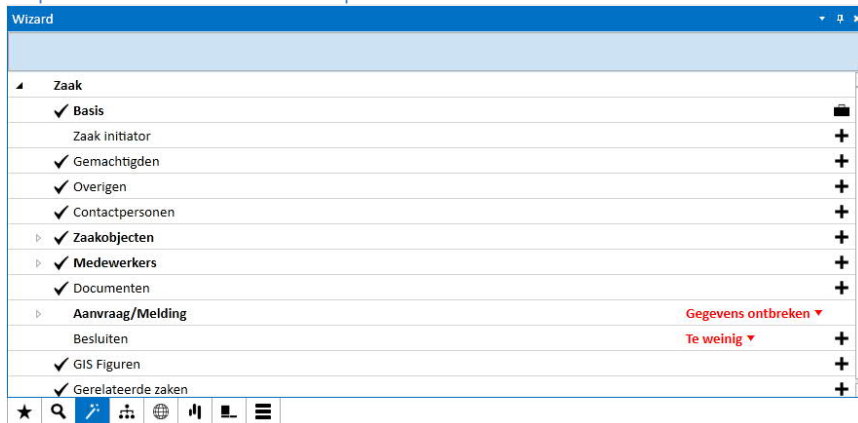 Wizard
Zaak
Basis
Zaak initiator
Gemachtigden
Overigen
Contactpersonen
Zaakobjecten
Medewerkers
Documenten
Aanvraag/Melding Gegevens ontbreken
Besluiten Te weinig
GIS Figuren
Gerelateerde zaken